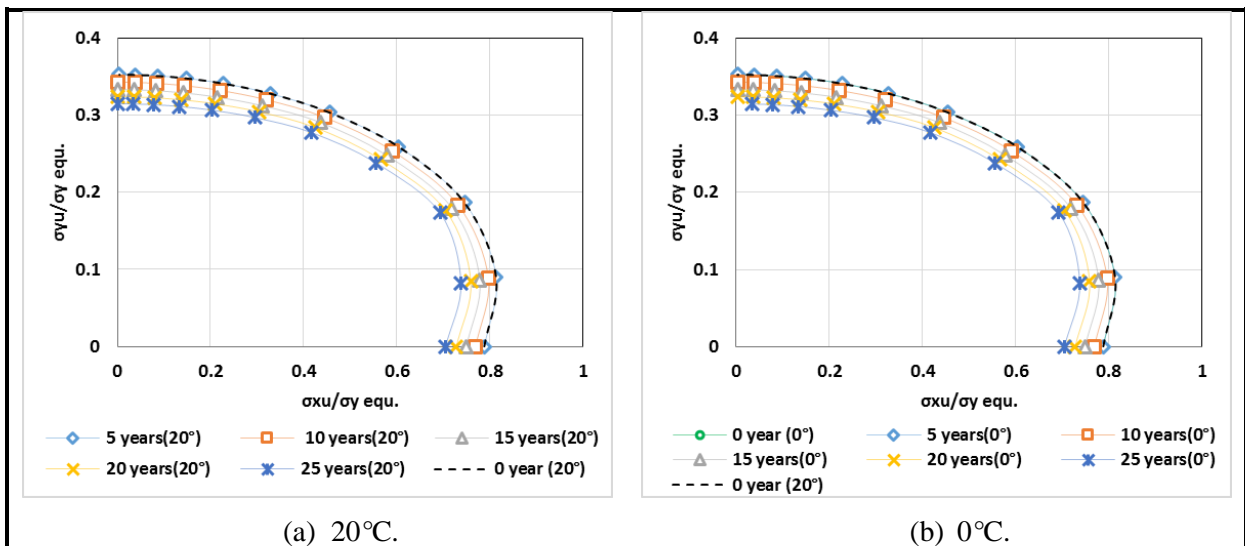 0.4
0.3
0.2
0.1
0
σyu/σy equ.
0 0.2 0.4 0.6 0.8 1
σxu/σy equ.
5 years(20°) 10 years(20°) 15 years(20°)
20 years(20°) 25 years(20°) 0 year (20°)
(a) 20℃.
0.4
0.3
0.2
0.1
0
σyu/σy equ.
0 0.2 0.4 0.6 0.8 1
σxu/σy equ.
0 year (0°) 5 years(0°) 10 years(0°)
15 years(0°) 20 years(0°) 25 years(0°)
0 year (20°)
(b) 0℃.